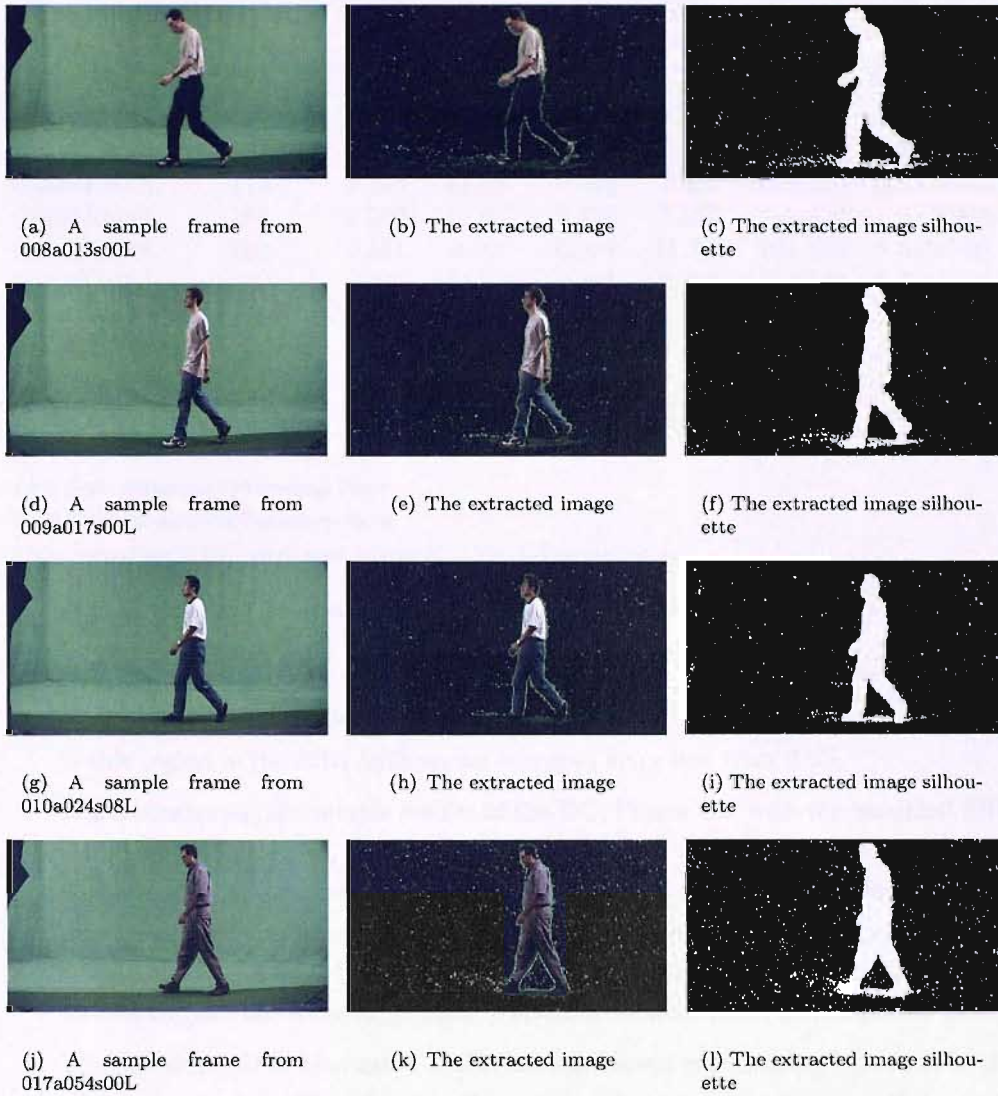 (a) A sample frame from
008a013s00L
(b) The extracted image
(c) The extracted image silhou-
ette
(d) A sample frame from
009a017s00L
(e) The extracted image
(f) The extracted image silhou-
ette
(g) A sample frame from
010a024s08L
(h) The extracted image
(i) The extracted image silhou-
ette
(j) A sample frame from
017a054s00L
(k) The extracted image
(l) The extracted image silhou-
ette